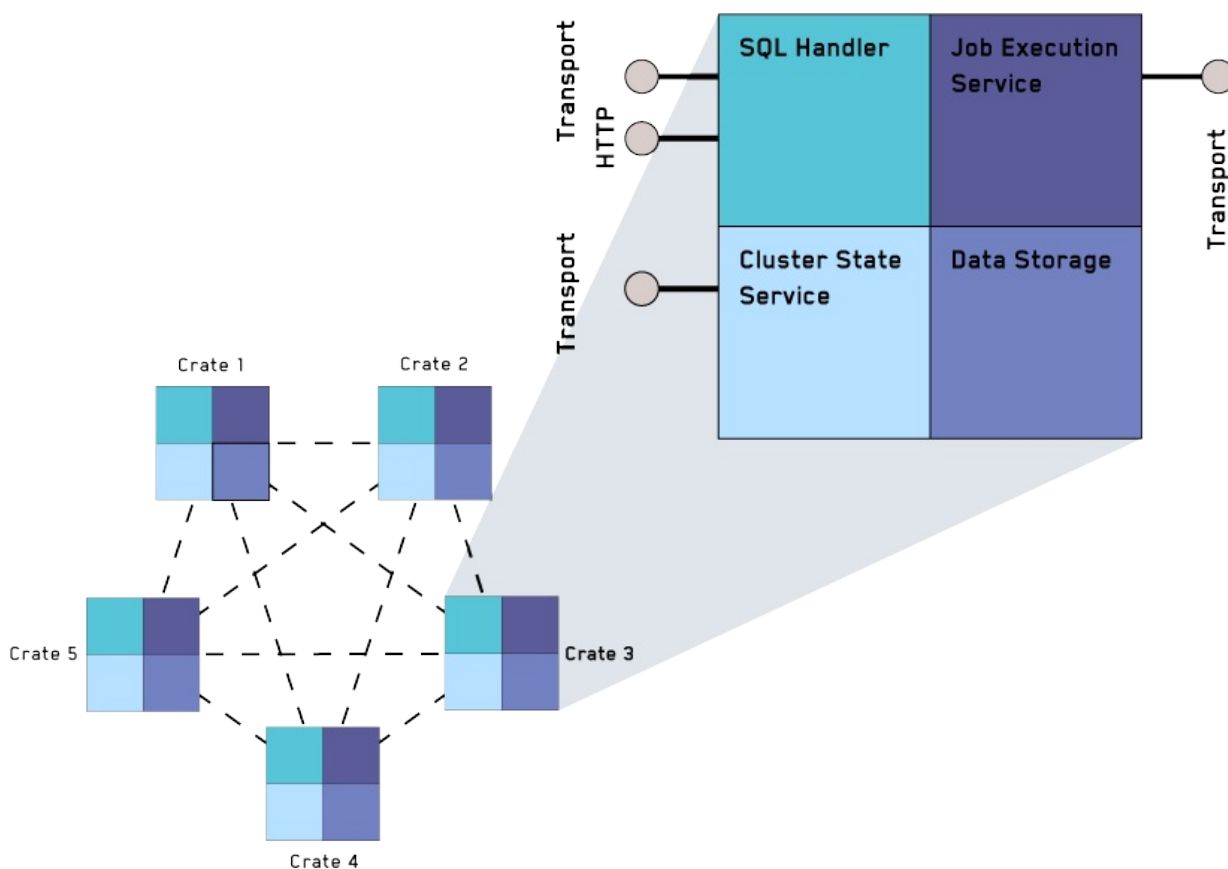 Transport
SQL Handler
Job Execution
Service
HTTP
Transport
Transport
Cluster State
Service
Data Storage
Crate 1
Crate 2
Crate 5
Crate 3
Crate 4